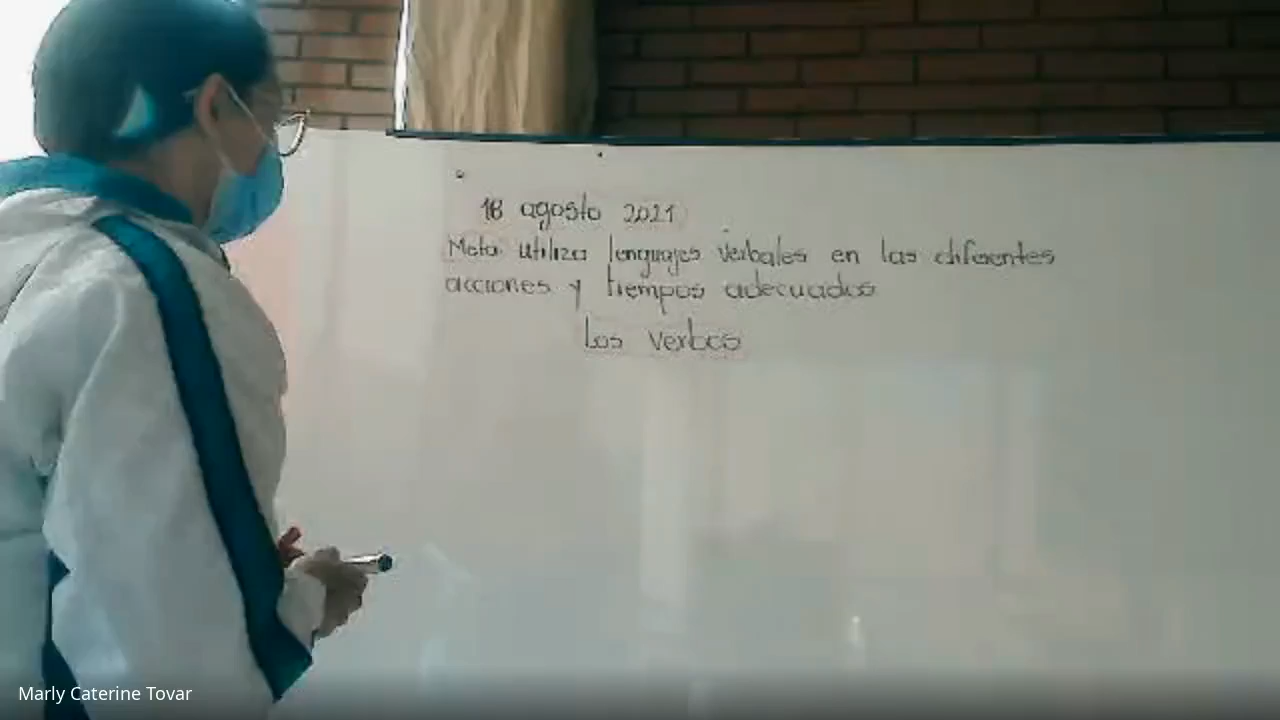 18 agosto 2021
Meta: utiliza lenguajes verbales en las diferentes
acciones y tiempos adecuados
Los verbos
Marly Caterine Tovar